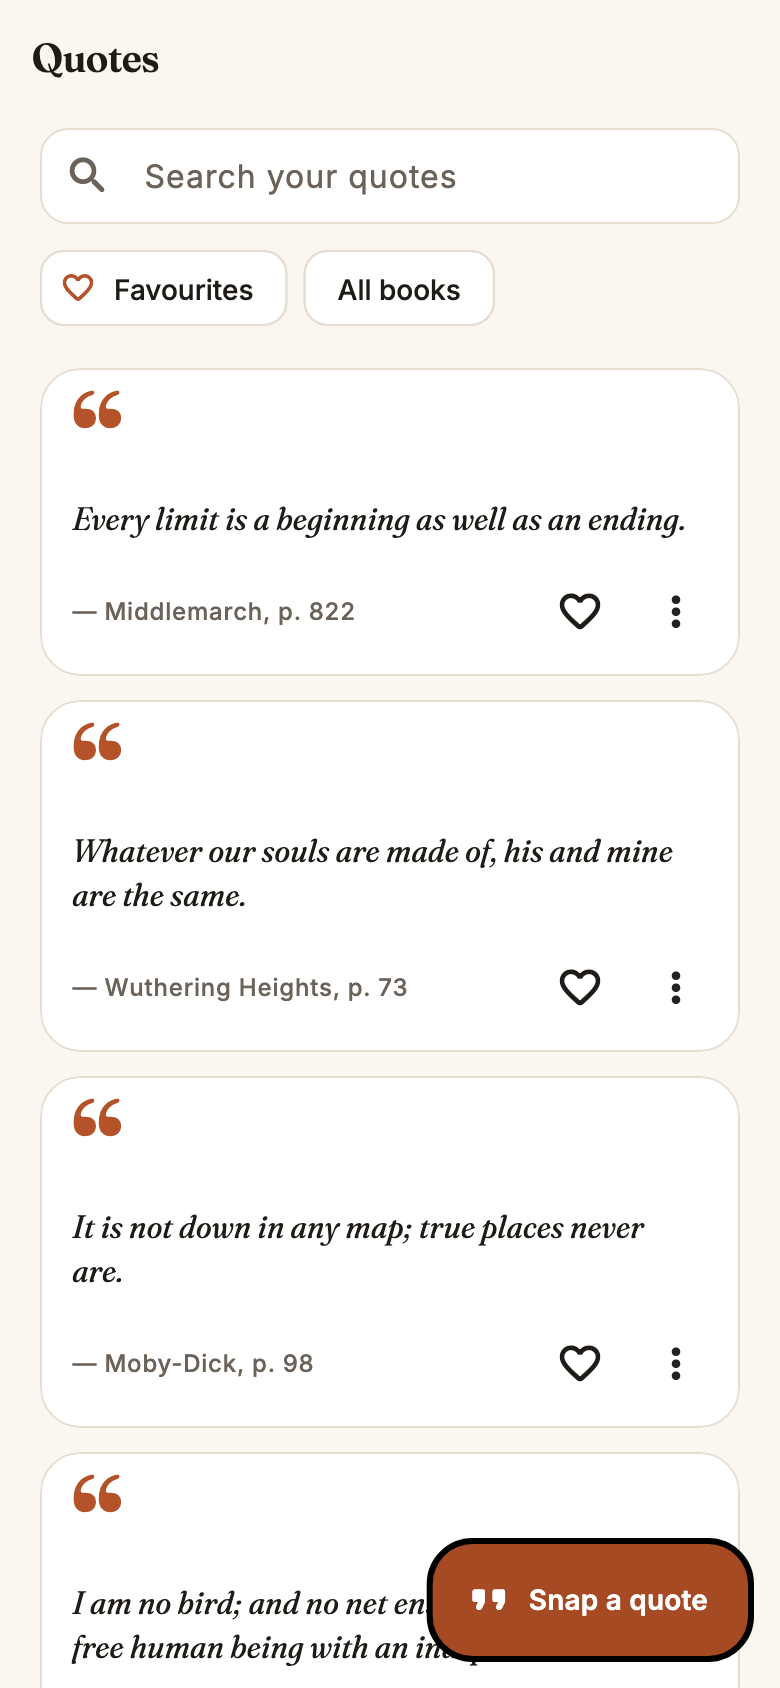 Quotes
Search your quotes
Favourites
All books
“
Every limit is a beginning as well as an ending.
— Middlemarch, p. 822
“
Whatever our souls are made of, his and mine
are the same.
— Wuthering Heights, p. 73
“
It is not down in any map; true places never
are.
— Moby-Dick, p. 98
“
I am no bird; and no net
free human being with an
Snap a quote